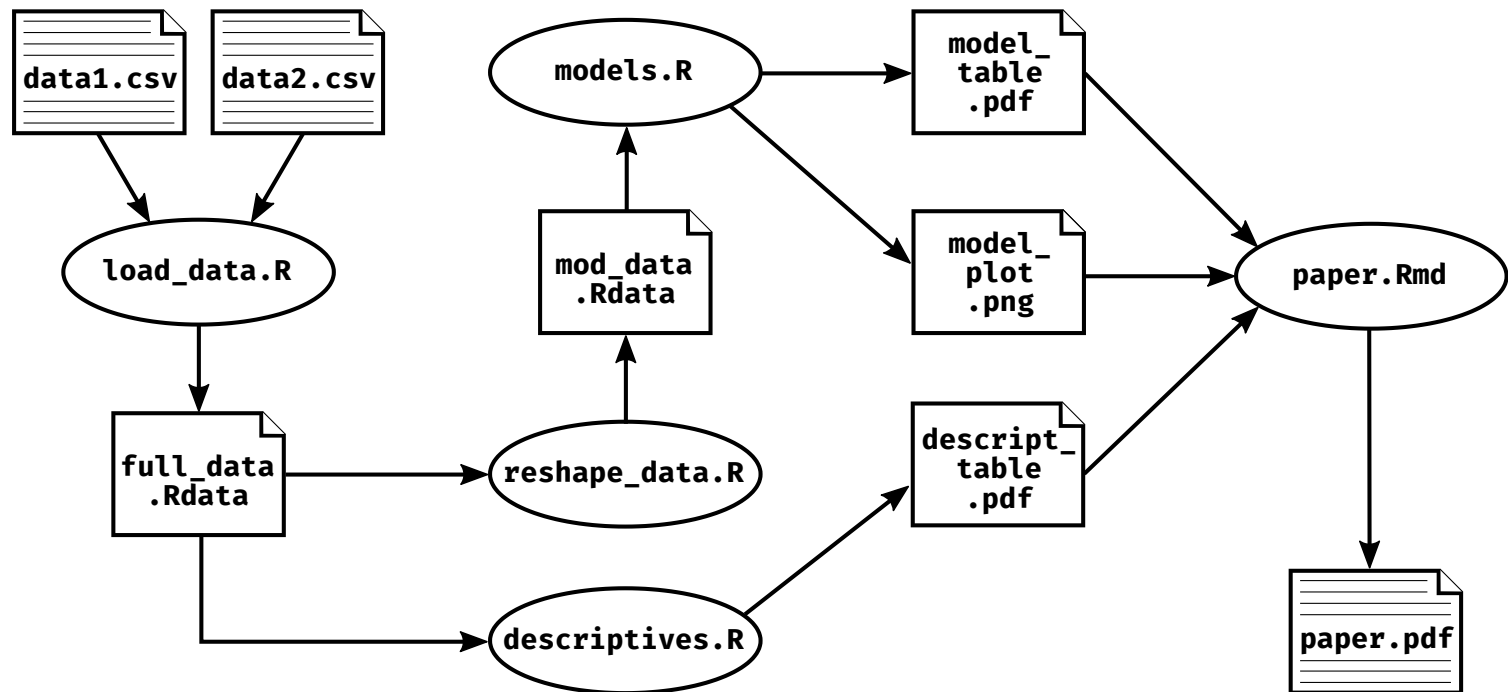 data1.csv
data2.csv
models.R
model_
table
.pdf
load_data.R
mod_data
.Rdata
model_
plot
.png
paper.Rmd
full_data
.Rdata
reshape_data.R
descript_
table
.pdf
descriptives.R
paper.pdf